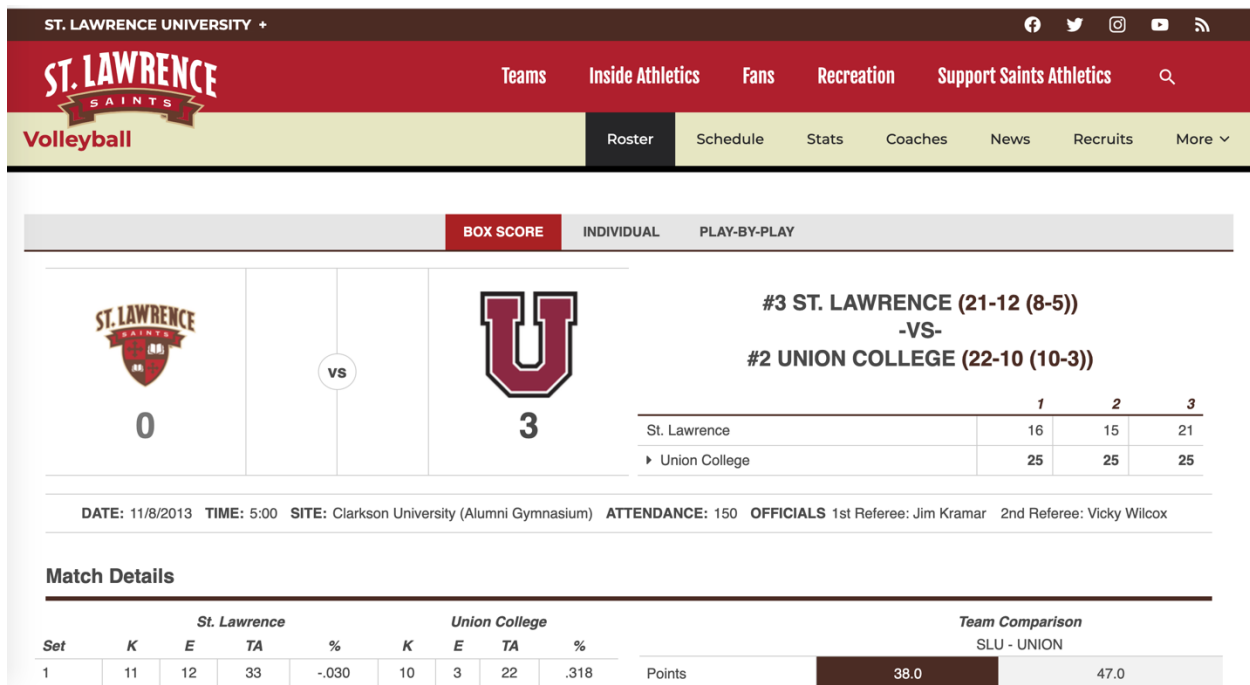 ST. LAWRENCE UNIVERSITY +
ST. LAWRENCE
SAINTS
Teams Inside Athletics Fans Recreation Support Saints Athletics
Volleyball
Roster Schedule Stats Coaches News Recruits More
BOX SCORE INDIVIDUAL PLAY-BY-PLAY
ST. LAWRENCE
SAINTS
0
VS
U
3
#3 ST. LAWRENCE (21-12 (8-5))
-VS-
#2 UNION COLLEGE (22-10 (10-3))
1 2 3
St. Lawrence 16 15 21
Union College 25 25 25
DATE: 11/8/2013 TIME: 5:00 SITE: Clarkson University (Alumni Gymnasium) ATTENDANCE: 150 OFFICIALS 1st Referee: Jim Kramar 2nd Referee: Vicky Wilcox
Match Details
St. Lawrence Union College
Set K E TA % K E TA %
1 11 12 33 -.030 10 3 22 .318
Team Comparison
SLU - UNION
Points 38.0 47.0